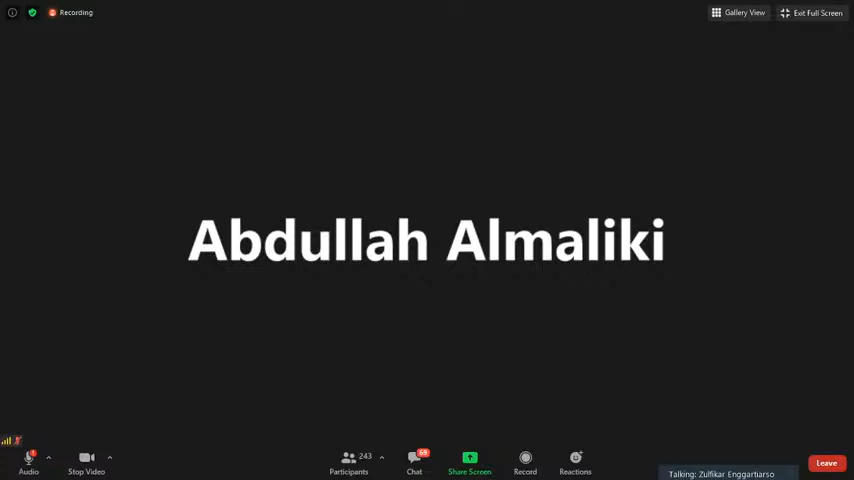 Recording
Gallery View
Exit Full Screen
Abdullah Almaliki
Audio
Stop Video
243
Participants
69
Chat
Share Screen
Record
Reactions
Talking: Zulfikar Enggartiarso
Leave